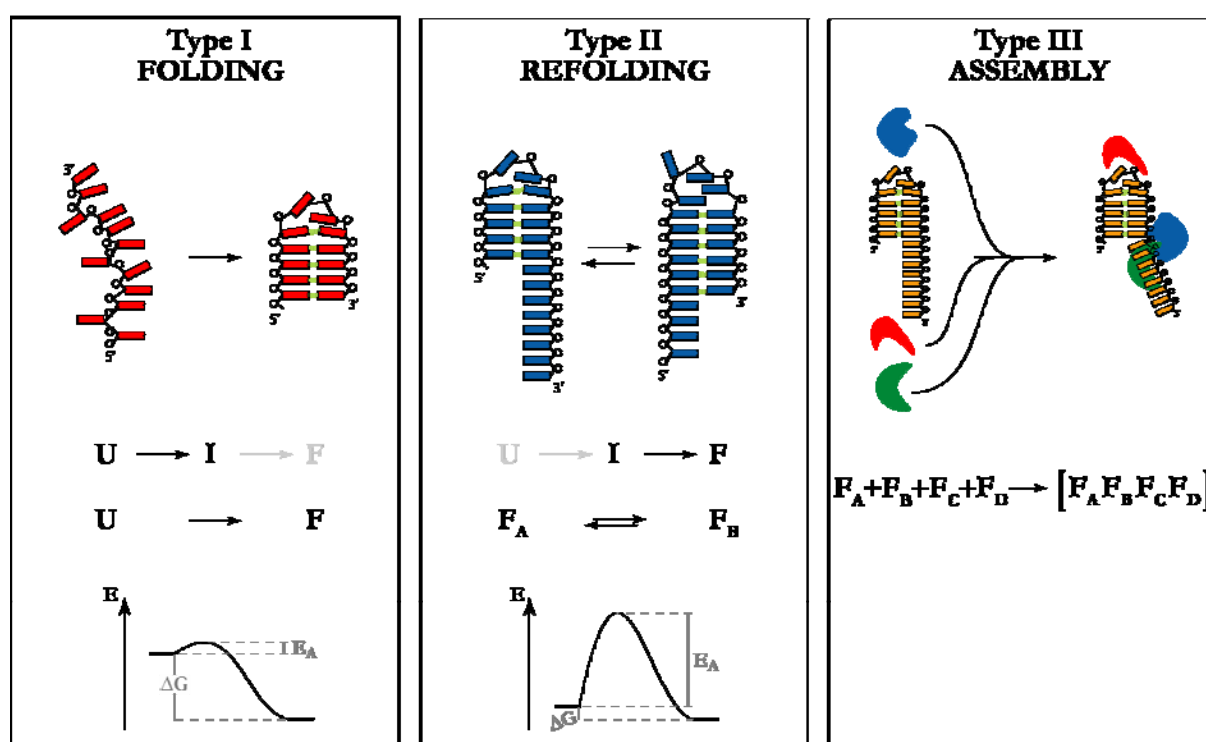 Type I
FOLDING
3'
5'
5'
3'
U → I → F
U → F
E
E_A
ΔG
Type II
REFOLDING
5'
3'
3'
5'
U → I → F
F_A ⇌ F_B
E
E_A
ΔG
Type III
ASSEMBLY
F_A+F_B+F_C+F_D → [F_AF_BF_CF_D]